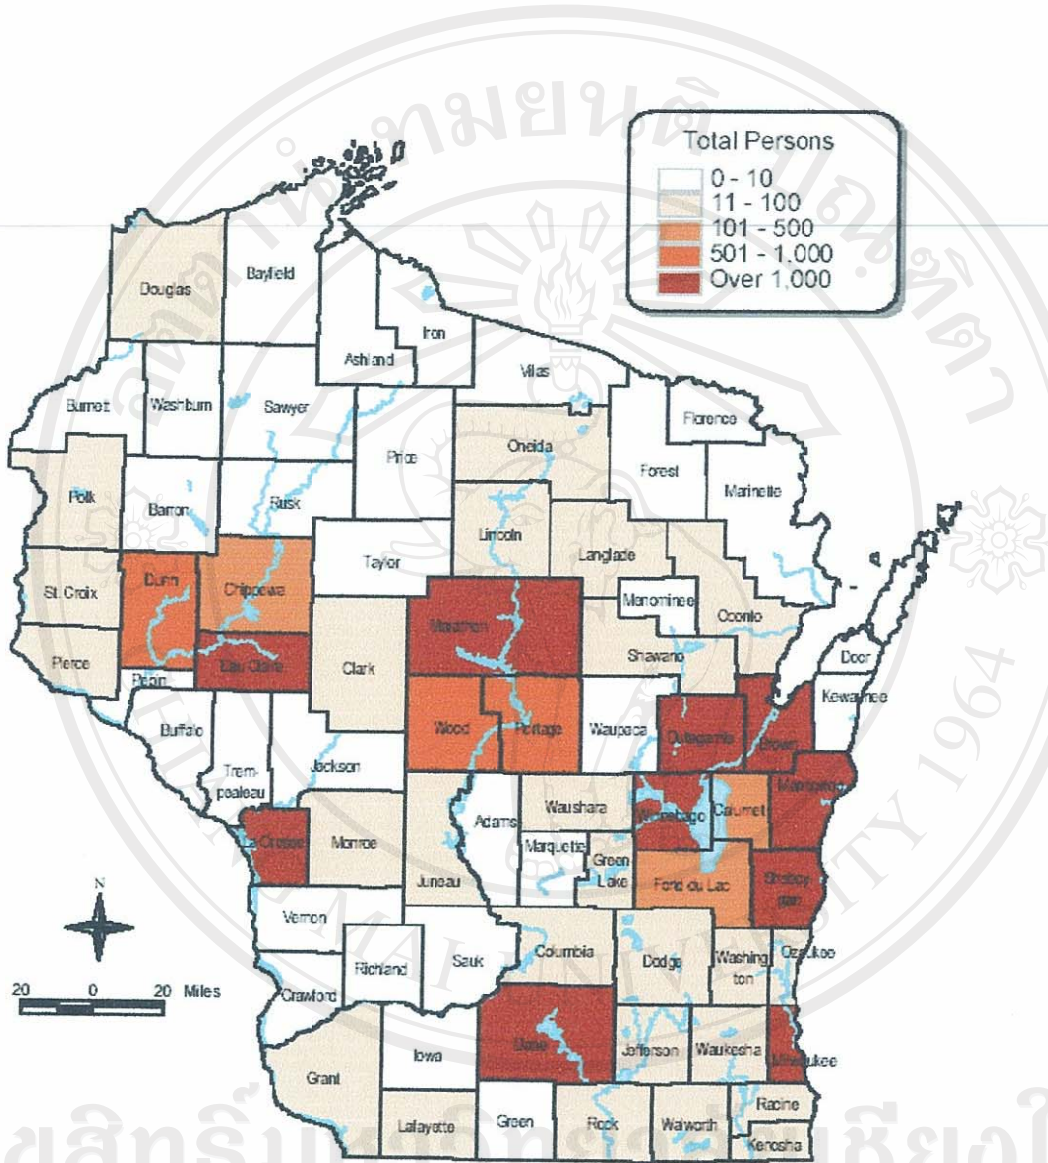 Total Persons
0 - 10
11 - 100
101 - 500
501 - 1,000
Over 1,000
Bayfield
Douglas
Iron
Ashland
Vilas
Burnett
Washburn
Sawyer
Florence
Oneida
Price
Forest
Marinette
Polk
Barron
Rusk
Lincoln
Langlade
Taylor
St. Croix
Dunn
Chippewa
Menominee
Oconto
Marathon
Shawano
Pierce
Eau Claire
Clark
Door
Pepin
Kewaunee
Buffalo
Wood
Portage
Waupaca
Outagamie
Brown
Jackson
Trem-
pealeau
Manitowoc
Waushara
Winnebago
Calumet
Adams
La Crosse
Monroe
Marquette
Green
Lake
Juneau
Fond du Lac
Sheboy-
gan
N
Vernon
Columbia
Dodge
Washing
ton
Ozaukee
Richland
Sauk
20 0 20 Miles
Crawford
Dane
Jefferson
Waukesha
Milwaukee
Iowa
Grant
Racine
Lafayette
Green
Rock
Walworth
Kenosha
MAI UNIVERSITY 1964